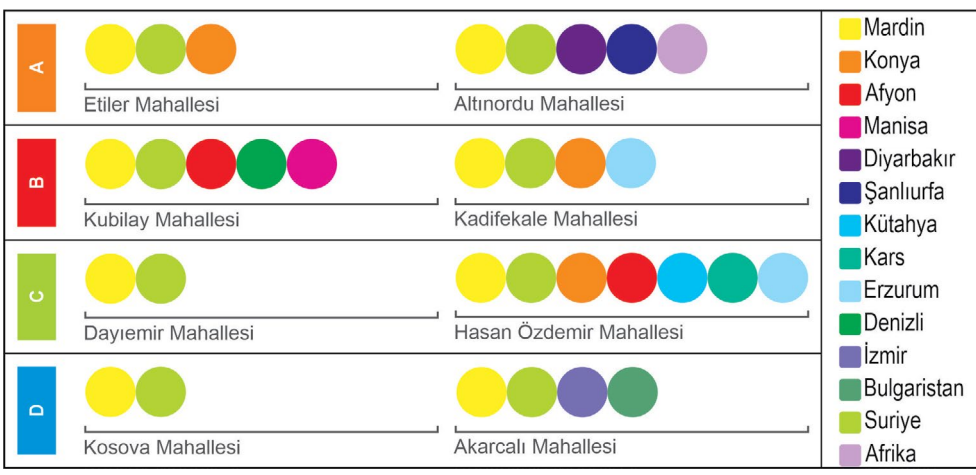 A
Etiler Mahallesi
Altınordu Mahallesi
B
Kubilay Mahallesi
Kadifekale Mahallesi
C
Dayıemir Mahallesi
Hasan Özdemir Mahallesi
D
Kosova Mahallesi
Akarcalı Mahallesi
Mardin
Konya
Afyon
Manisa
Diyarbakır
Şanlıurfa
Kütahya
Kars
Erzurum
Denizli
İzmir
Bulgaristan
Suriye
Afrika